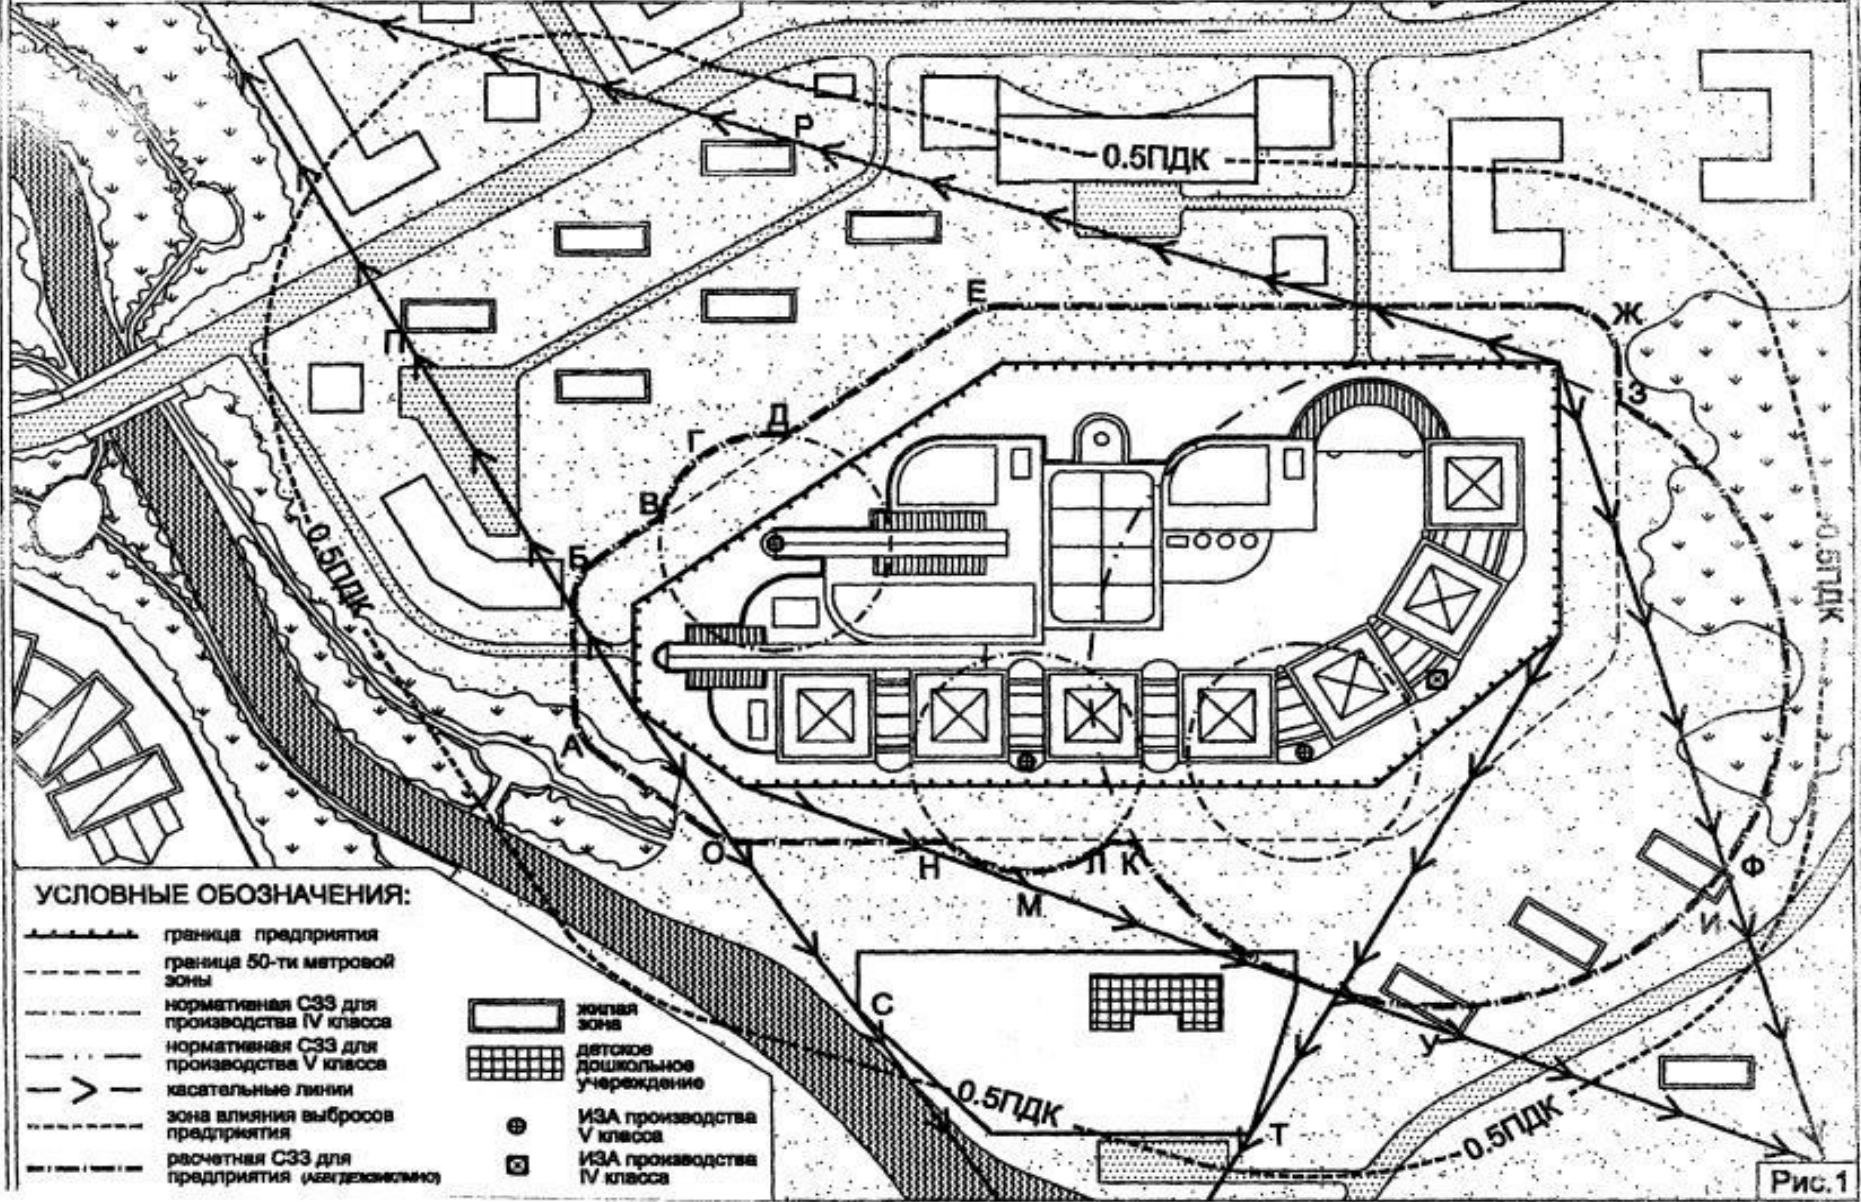 Р
0.5ПДК
Е
Ж
П
З
Д
Г
В
Б
0.5ПДК
0.5ПДК
А
О
Н
Л К
Ф
М
И
С
У
0.5ПДК
0.5ПДК
Т
УСЛОВНЫЕ ОБОЗНАЧЕНИЯ:
граница предприятия
граница 50-ти метровой
зоны
нормативная СЗЗ для
производства IV класса
нормативная СЗЗ для
производства V класса
касательные линии
зона влияния выбросов
предприятия
расчетная СЗЗ для
предприятия
жилая
зона
детское
дошкольное
учереждение
ИЗА производства
V класса
ИЗА производства
IV класса
Рис.1